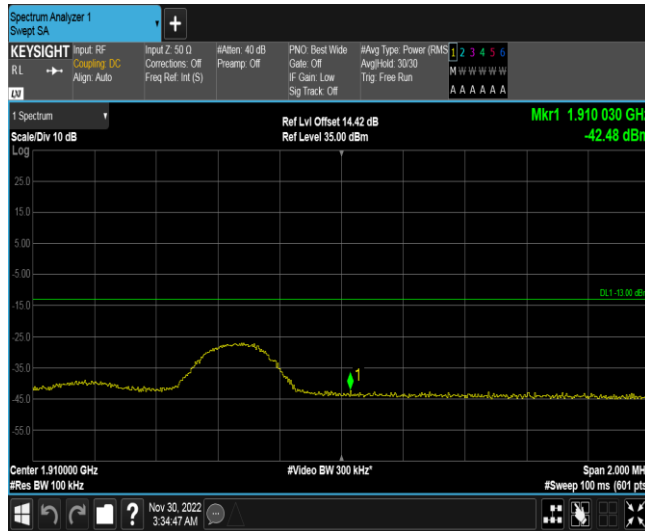 Spectrum Analyzer 1
Swept SA
+
KEYSIGHT
RL
LXI
Input: RF
Coupling: DC
Align: Auto
Input Z: 50 Ω
Corrections: Off
Freq Ref: Int (S)
#Atten: 40 dB
Preamp: Off
PNO: Best Wide
Gate: Off
IF Gain: Low
Sig Track: Off
#Avg Type: Power (RMS
Avg|Hold: 30/30
Trig: Free Run
1 2 3 4 5 6
M W W W W W
A A A A A A
1 Spectrum
Scale/Div 10 dB
Log
Ref Lvl Offset 14.42 dB
Ref Level 35.00 dBm
Mkr1 1.910 030 GHz
-42.48 dBm
25.0
15.0
5.00
-5.00
DL1 -13.00 dBm
-15.0
-25.0
-35.0
1
-45.0
-55.0
Center 1.910000 GHz
#Res BW 100 kHz
#Video BW 300 kHz*
Span 2.000 MH
#Sweep 100 ms (601 pts
?
Nov 30, 2022
3:34:47 AM